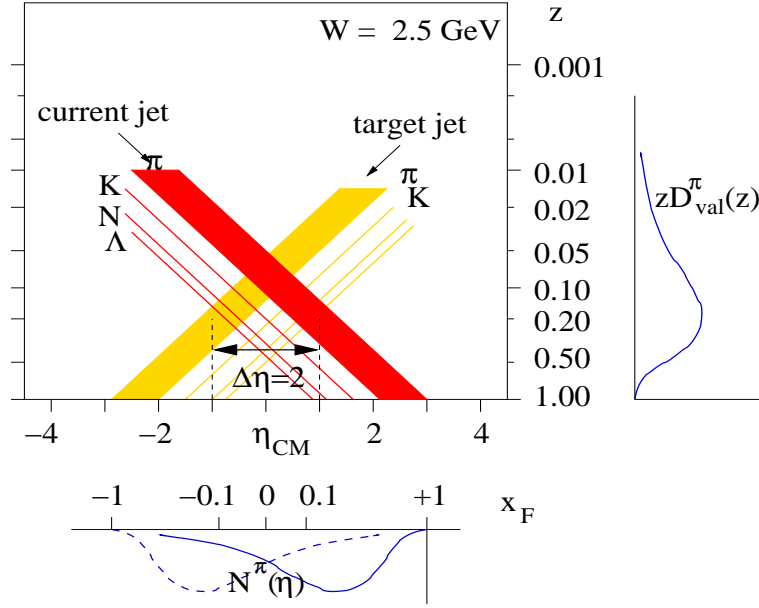 W = 2.5 GeV
z
0.001
current jet
target jet
π
π
0.01
K
K
zD^π_val(z)
0.02
N
Λ
0.05
0.10
0.20
Δη=2
0.50
1.00
−4
−2
η_CM
2
4
−1
−0.1
0
0.1
+1
x_F
N^π(η)